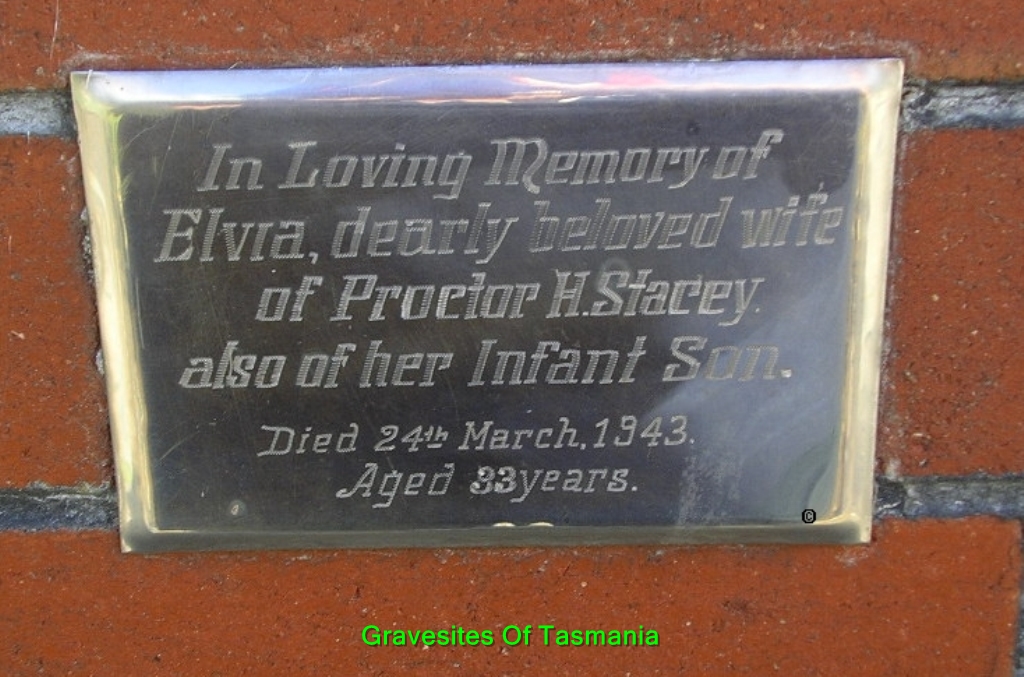 In Loving Memory of
Elvia, dearly beloved wife
of Proctor H. Stacey.
also of her Infant Son.
Died 24th March, 1943.
Aged 33 years.
©
Gravesites Of Tasmania